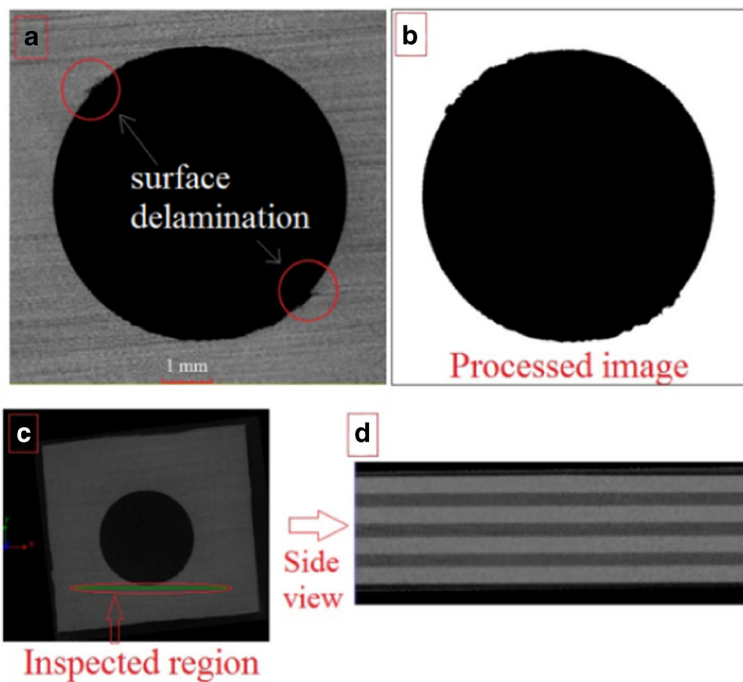 a
b
surface
delamination
1 mm
Processed image
c
d
Side
view
Inspected region